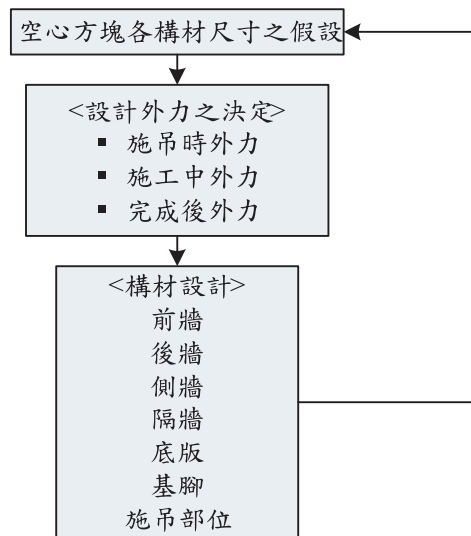 空心方塊各構材尺寸之假設
<設計外力之決定>
▪ 施吊時外力
▪ 施工中外力
▪ 完成後外力
<構材設計>
前牆
後牆
側牆
隔牆
底版
基腳
施吊部位